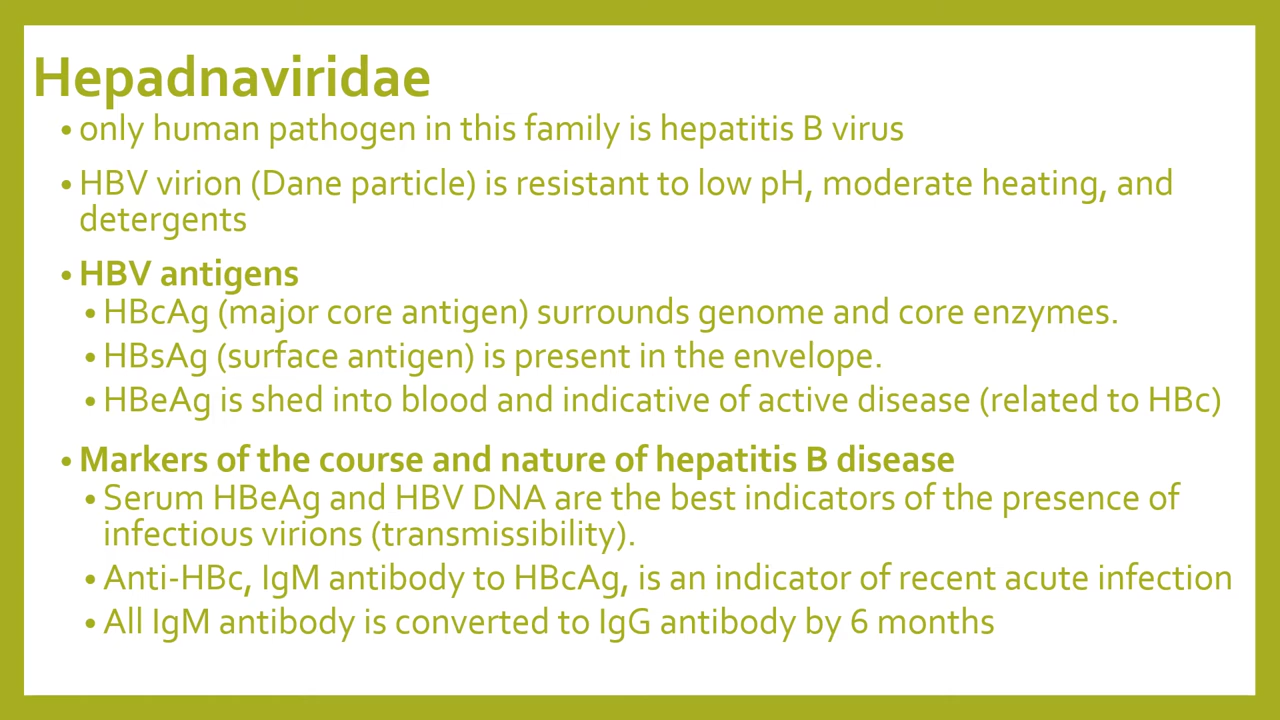 Hepadnaviridae
• only human pathogen in this family is hepatitis B virus
• HBV virion (Dane particle) is resistant to low pH, moderate heating, and
detergents
• HBV antigens
• HBcAg (major core antigen) surrounds genome and core enzymes.
• HBsAg (surface antigen) is present in the envelope.
• HBeAg is shed into blood and indicative of active disease (related to HBc)
• Markers of the course and nature of hepatitis B disease
• Serum HBeAg and HBV DNA are the best indicators of the presence of
infectious virions (transmissibility).
• Anti-HBc, IgM antibody to HBcAg, is an indicator of recent acute infection
• All IgM antibody is converted to IgG antibody by 6 months